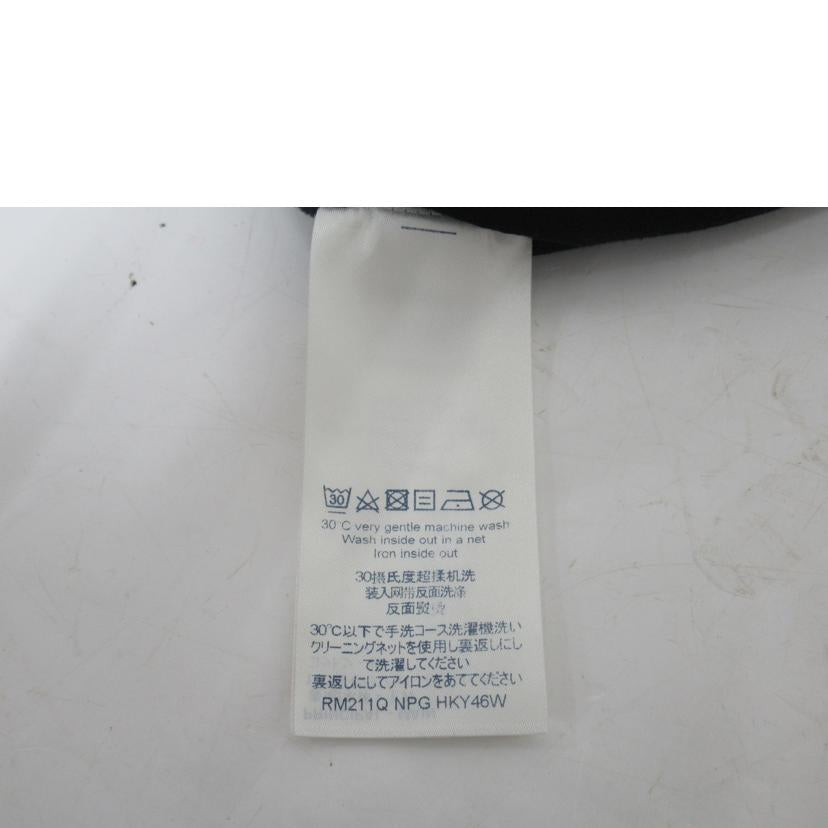 30
30°C very gentle machine wash
Wash inside out in a net
Iron inside out
30摄氏度超揉机洗
装入网带反面洗涤
反面熨烫
30℃以下で手洗コース洗濯機洗い
クリーニングネットを使用し裏返しにし
て洗濯してください
裏返しにしてアイロンをあててください
RM211Q NPG HKY46W